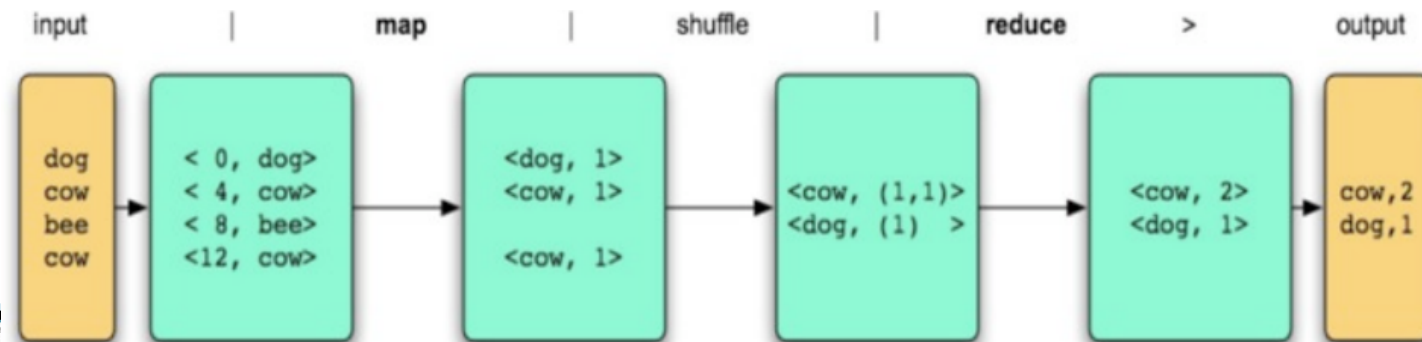 input | map | shuffle | reduce > output
dog
cow
bee
cow
< 0, dog>
< 4, cow>
< 8, bee>
<12, cow>
<dog, 1>
<cow, 1>
<cow, 1>
<cow, (1,1)>
<dog, (1) >
<cow, 2>
<dog, 1>
cow,2
dog,1